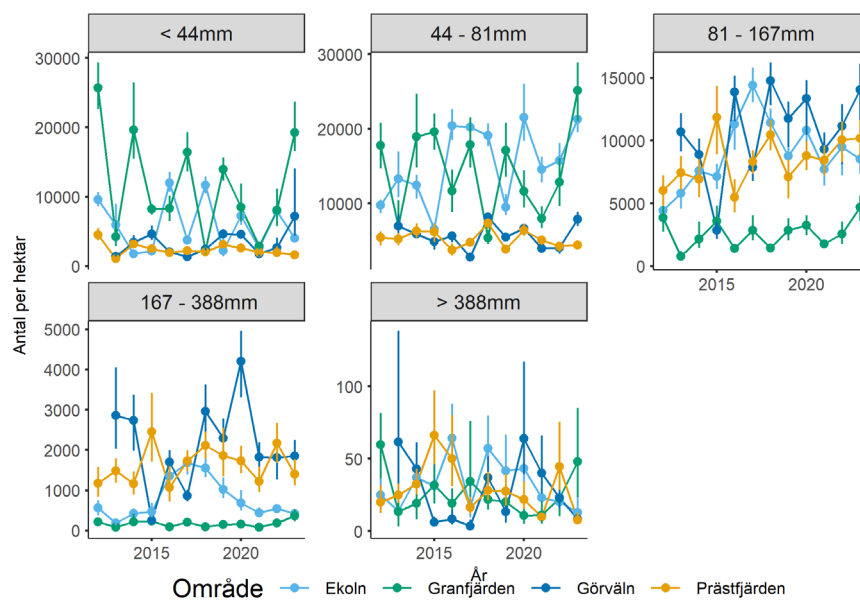 < 44mm
44 - 81mm
81 - 167mm
30000
20000
10000
0
30000
20000
10000
15000
10000
5000
0
2015
2020
167 - 388mm
> 388mm
5000
4000
3000
2000
1000
0
100
50
0
2015
2020
2015
2020
Antal per hektar
År
Område
Ekoln
Granfjärden
Görväln
Prästfjärden